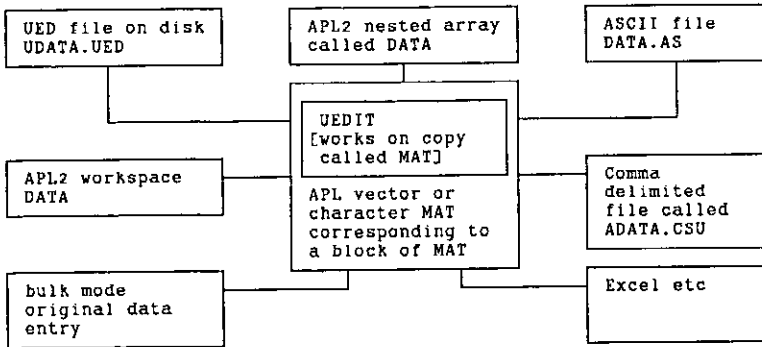 UED file on disk
UDATA.UED
APL2 nested array
called DATA
ASCII file
DATA.AS
UEDIT
[works on copy
called MAT]
APL2 workspace
DATA
APL vector or
character MAT
corresponding to
a block of MAT
Comma
delimited
file called
ADATA.CSU
bulk mode
original data
entry
Excel etc